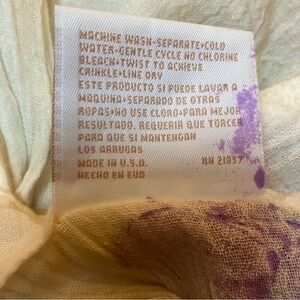 MACHINE WASH-SEPARATE•COLD
WATER-GENTLE CYCLE NO CHLORINE
BLEACH•TWIST TO ACHIEVE
CRINKLE•LINE DRY
ESTE PRODUCTO SI PUEDE LAVAR A
MAQUINA•SEPARADO DE OTRAS
ROPAS•NO USE CLORO•PARA MEJOR
RESULTADO. REQUERIR QUE TORCER
PARA QUE SI MANTENGAN
LOS ARRUGAS
MADE IN U.S.A. RN 21837
HECHO EN EUA